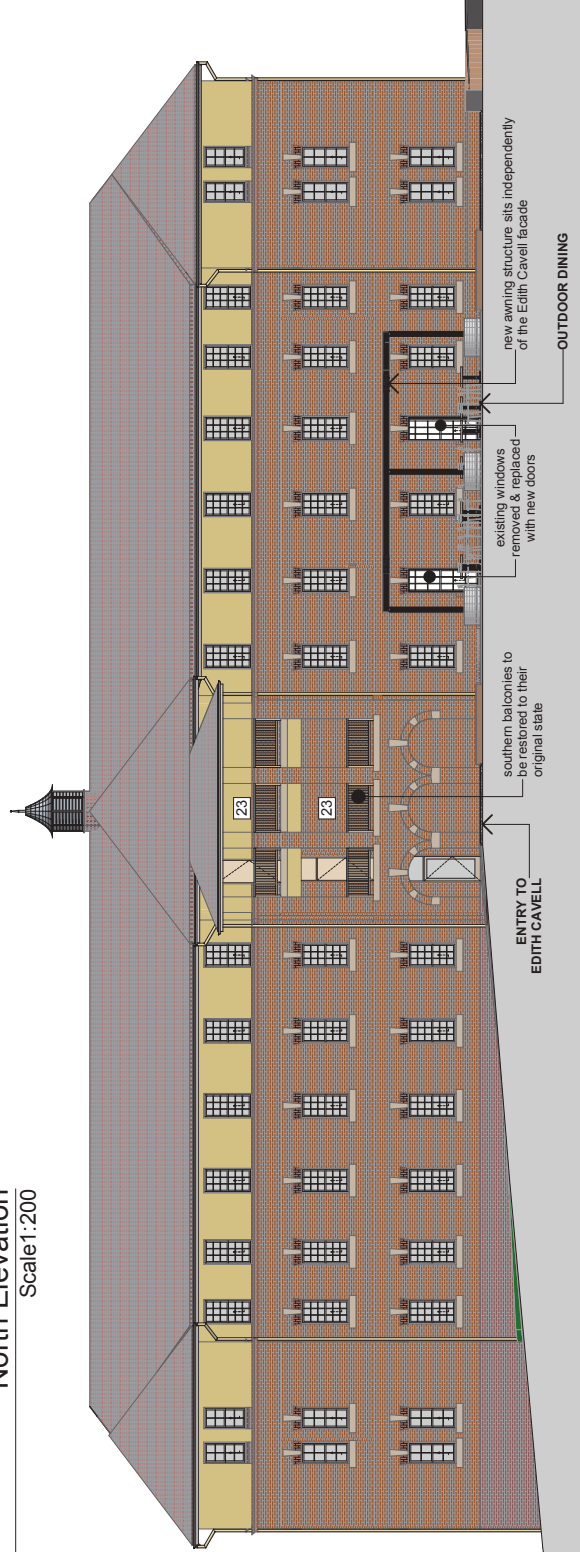 North Elevation
Scale1:200
23
23
ENTRY TO
EDITH CAVELL
southern balconies to
be restored to their
original state
existing windows
removed & replaced
with new doors
new awning structure sits independently
of the Edith Cavell facade
OUTDOOR DINING